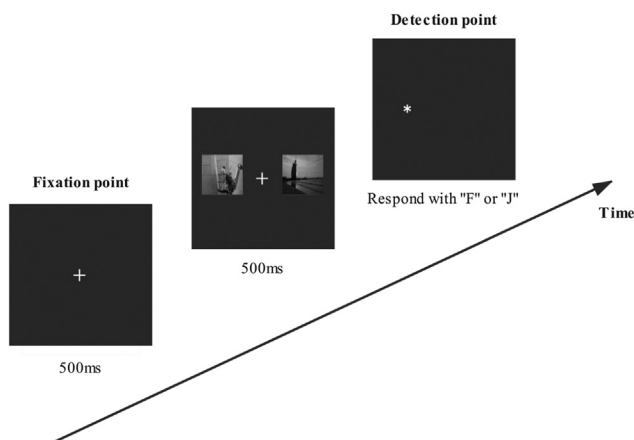 Detection point
*
Respond with "F" or "J"
+
500ms
Fixation point
+
500ms
Time